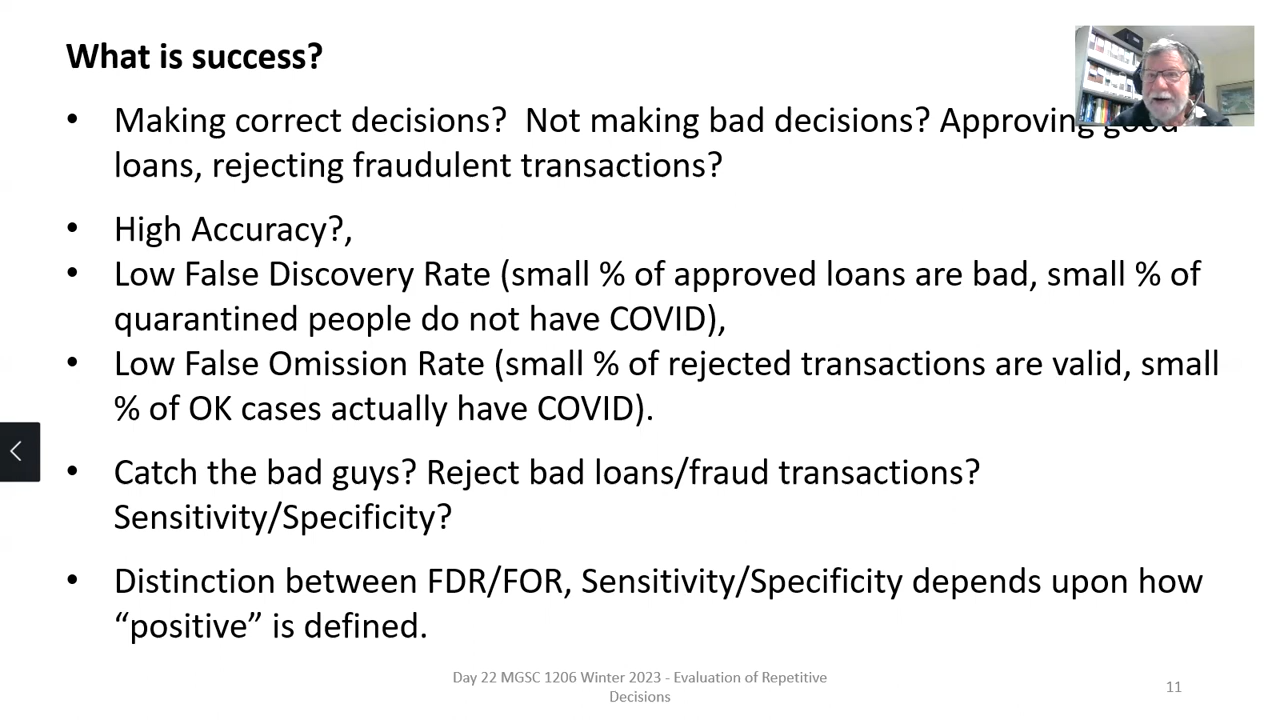 What is success?
• Making correct decisions? Not making bad decisions? Approving good
loans, rejecting fraudulent transactions?
• High Accuracy?,
• Low False Discovery Rate (small % of approved loans are bad, small % of
quarantined people do not have COVID),
• Low False Omission Rate (small % of rejected transactions are valid, small
% of OK cases actually have COVID).
• Catch the bad guys? Reject bad loans/fraud transactions?
Sensitivity/Specificity?
• Distinction between FDR/FOR, Sensitivity/Specificity depends upon how
“positive” is defined.
Day 22 MGSC 1206 Winter 2023 - Evaluation of Repetitive
Decisions
11